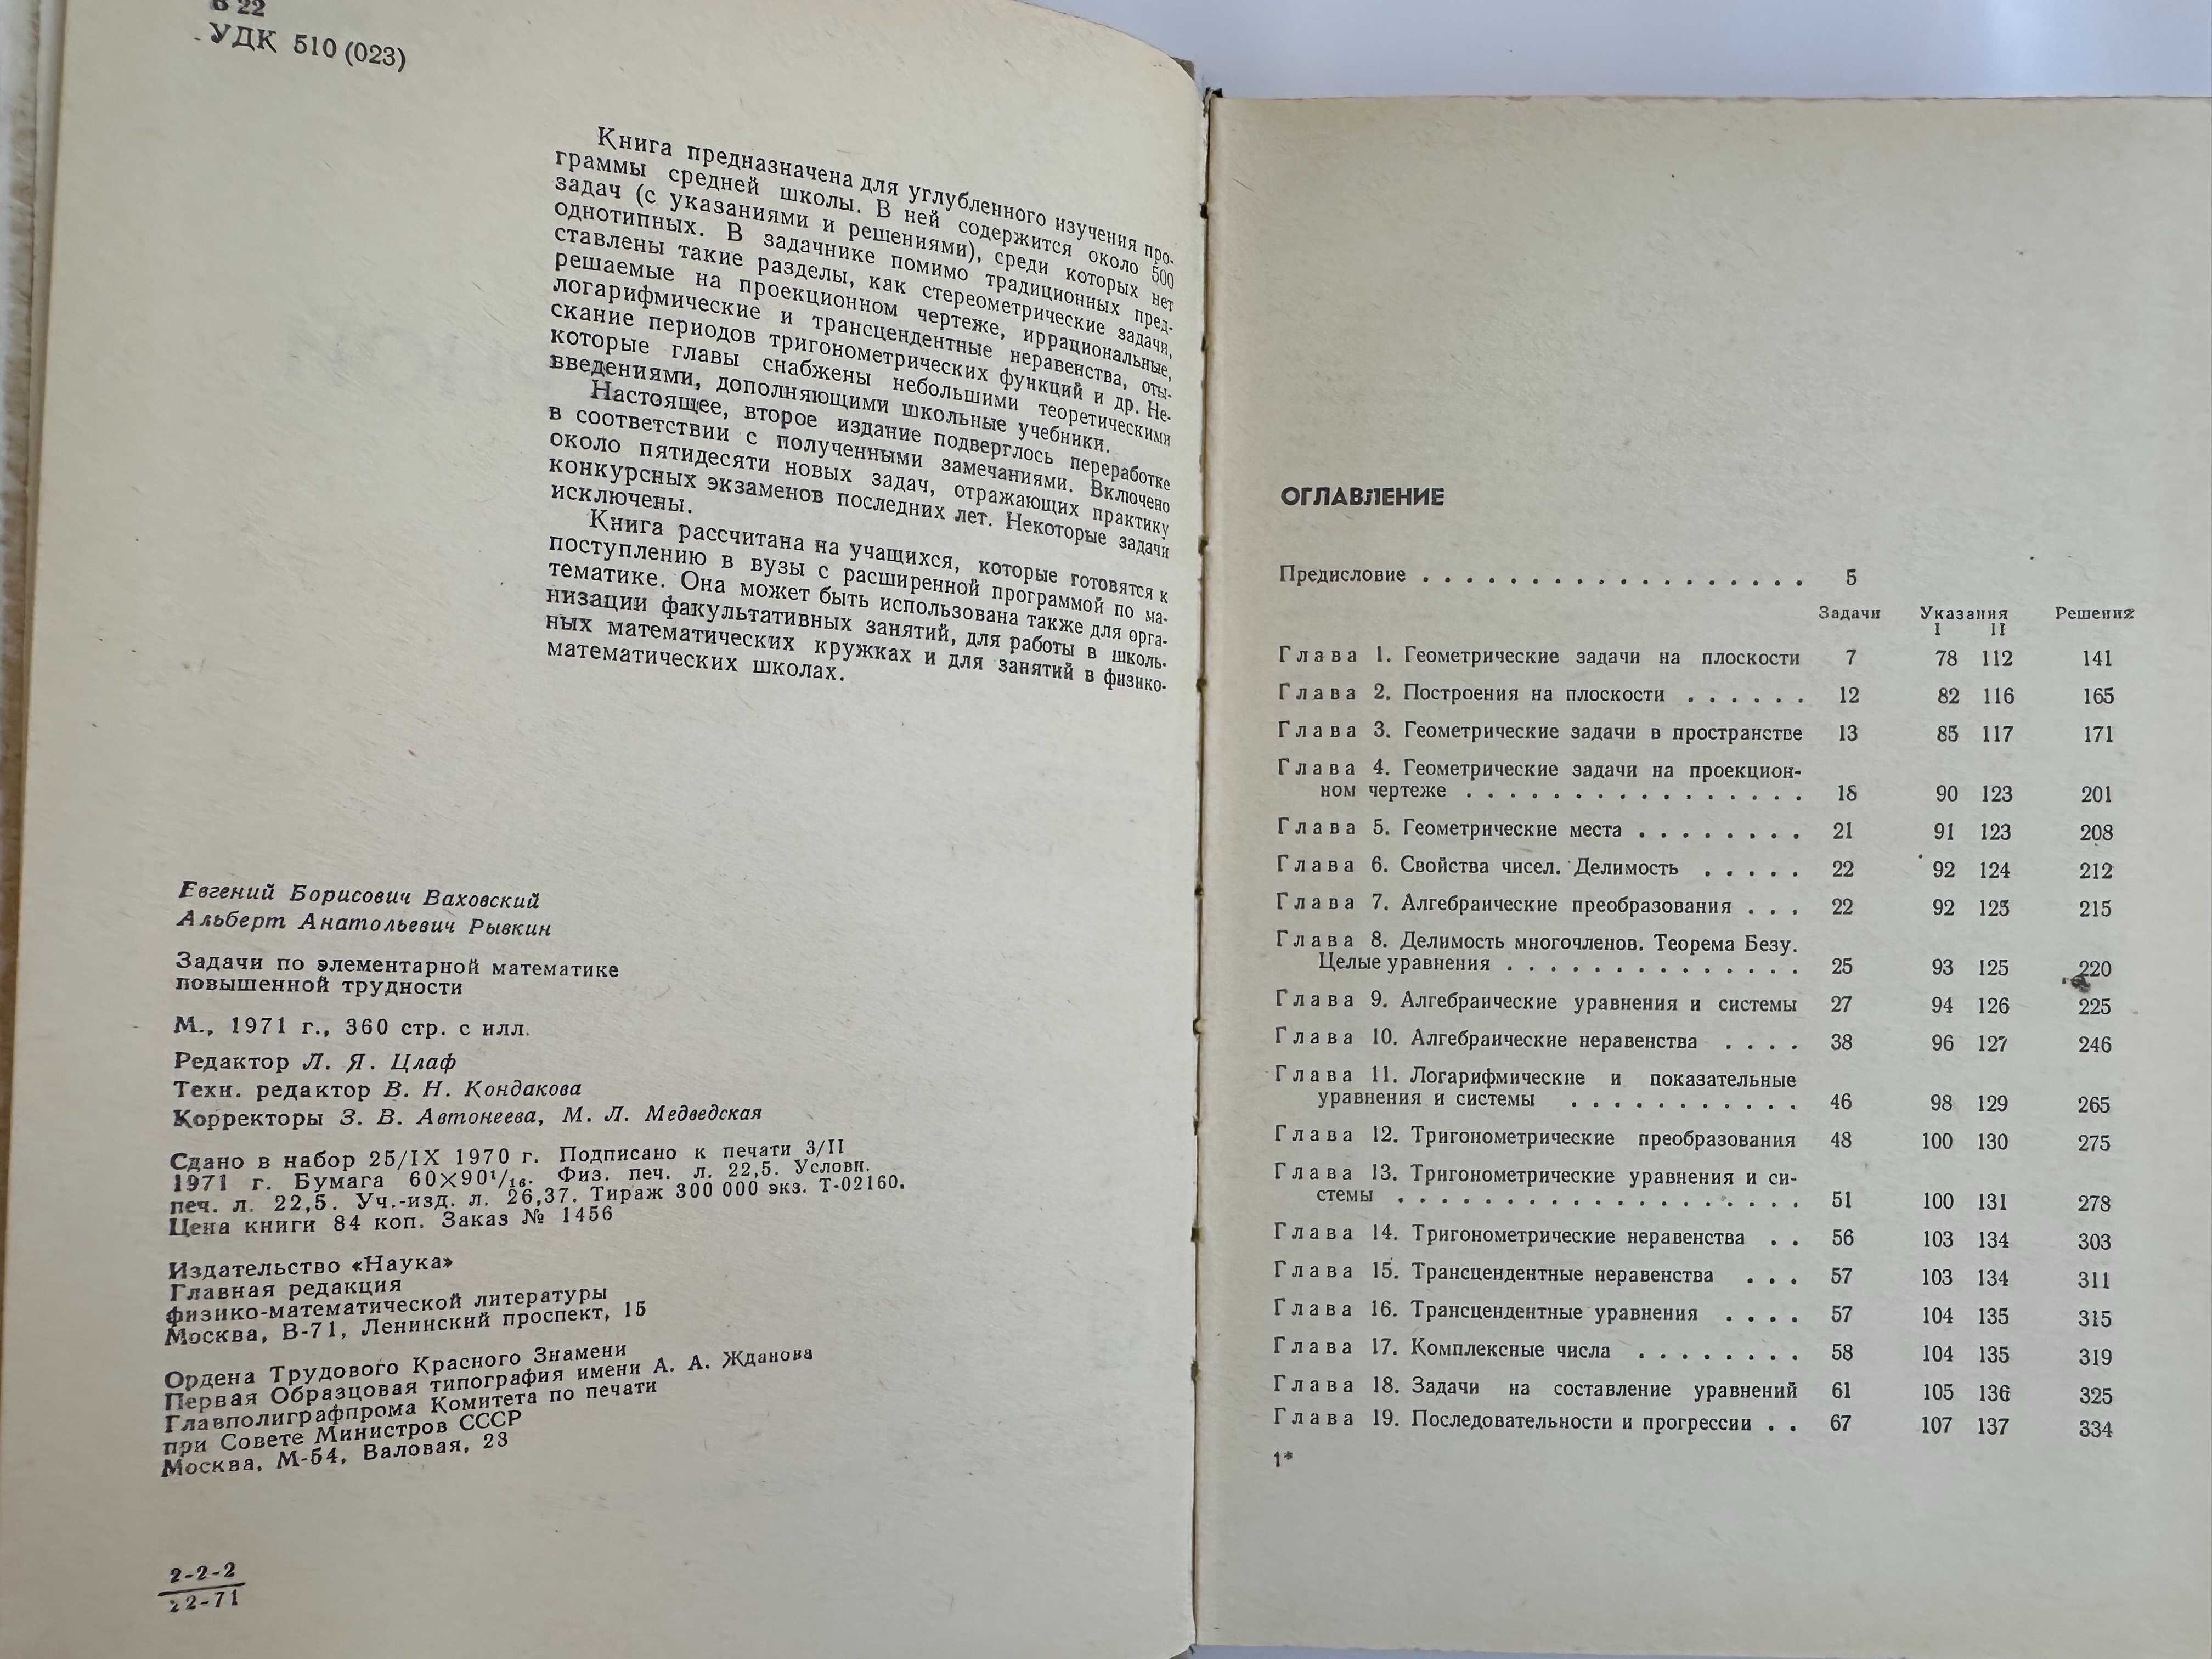 В 22
УДК 510 (023)
Книга предназначена для углубленного изучения про-
граммы средней школы. В ней содержится около 500
задач (с указаниями и решениями), среди которых нет
однотипных. В задачнике помимо традиционных пред-
ставлены такие разделы, как стереометрические задачи,
решаемые на проекционном чертеже, иррациональные,
логарифмические и трансцендентные неравенства, оты-
скание периодов тригонометрических функций и др. Не-
которые главы снабжены небольшими теоретическими
введениями, дополняющими школьные учебники.
Настоящее, второе издание подверглось переработке
в соответствии с полученными замечаниями. Включено
около пятидесяти новых задач, отражающих практику
конкурсных экзаменов последних лет. Некоторые задачи
исключены.
Книга рассчитана на учащихся, которые готовятся к
поступлению в вузы с расширенной программой по ма-
тематике. Она может быть использована также для орга-
низации факультативных занятий, для работы в школь-
ных математических кружках и для занятий в физико-
математических школах.
Евгений Борисович Ваховский
Альберт Анатольевич Рывкин
Задачи по элементарной математике
повышенной трудности
М., 1971 г., 360 стр. с илл.
Редактор Л. Я. Цлаф
Техн. редактор В. Н. Кондакова
Корректоры З. В. Автонеева, М. Л. Медведская
Сдано в набор 25/IX 1970 г. Подписано к печати 3/II
1971 г. Бумага 60×90¹/₁₆. Физ. печ. л. 22,5. Условн.
печ. л. 22,5. Уч.-изд. л. 26,37. Тираж 300 000 экз. Т-02160.
Цена книги 84 коп. Заказ № 1456
Издательство «Наука»
Главная редакция
физико-математической литературы
Москва, В-71, Ленинский проспект, 15
Ордена Трудового Красного Знамени
Первая Образцовая типография имени А. А. Жданова
Главполиграфпрома Комитета по печати
при Совете Министров СССР
Москва, М-54, Валовая, 28
2-2-2
22-71
ОГЛАВЛЕНИЕ
Предисловие . . . . . . . . . . . . . . . . . . 5
Задачи Указания Решения
I II
Глава 1. Геометрические задачи на плоскости 7 78 112 141
Глава 2. Построения на плоскости . . . . . . 12 82 116 165
Глава 3. Геометрические задачи в пространстве 13 85 117 171
Глава 4. Геометрические задачи на проекцион-
ном чертеже . . . . . . . . . . . . . . . . 18 90 123 201
Глава 5. Геометрические места . . . . . . . . 21 91 123 208
Глава 6. Свойства чисел. Делимость . . . . . 22 92 124 212
Глава 7. Алгебраические преобразования . . . 22 92 125 215
Глава 8. Делимость многочленов. Теорема Безу.
Целые уравнения . . . . . . . . . . . . . . 25 93 125 220
Глава 9. Алгебраические уравнения и системы 27 94 126 225
Глава 10. Алгебраические неравенства . . . . 38 96 127 246
Глава 11. Логарифмические и показательные
уравнения и системы . . . . . . . . . . . 46 98 129 265
Глава 12. Тригонометрические преобразования 48 100 130 275
Глава 13. Тригонометрические уравнения и си-
стемы . . . . . . . . . . . . . . . . . . . 51 100 131 278
Глава 14. Тригонометрические неравенства . . 56 103 134 303
Глава 15. Трансцендентные неравенства . . . 57 103 134 311
Глава 16. Трансцендентные уравнения . . . . 57 104 135 315
Глава 17. Комплексные числа . . . . . . . . 58 104 135 319
Глава 18. Задачи на составление уравнений 61 105 136 325
Глава 19. Последовательности и прогрессии . . 67 107 137 334
1*